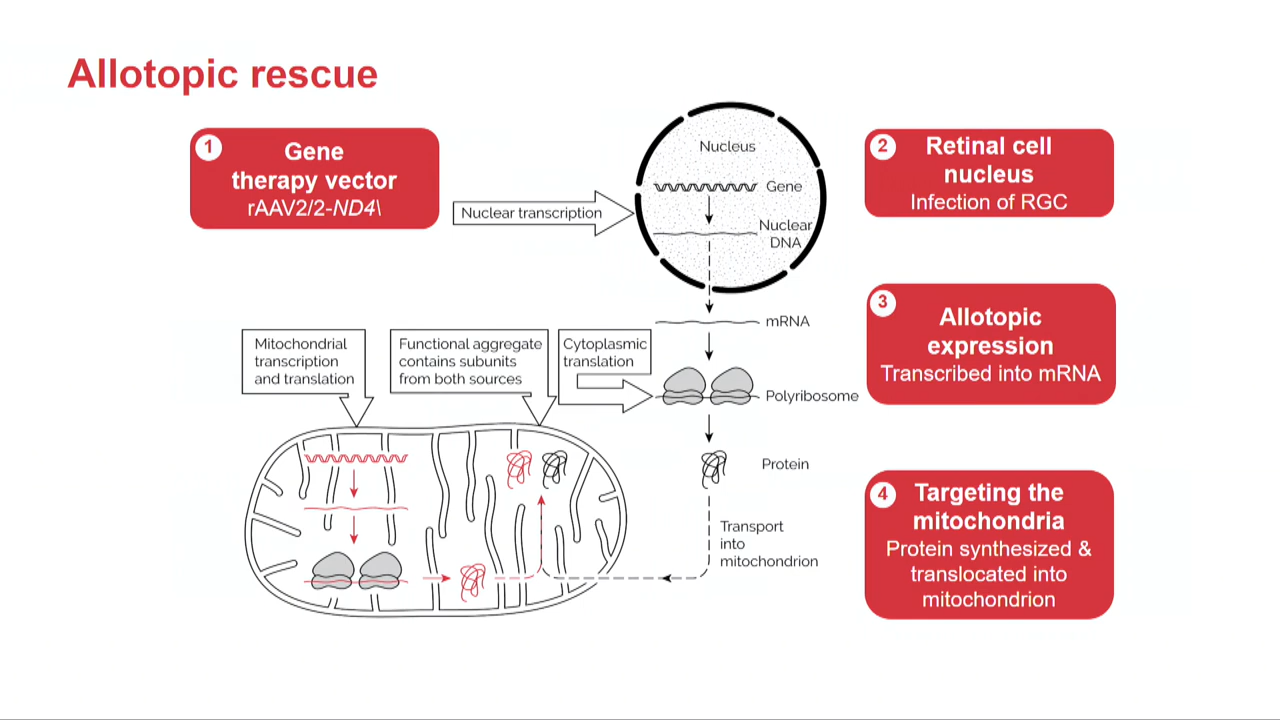 Allotopic rescue
1
Gene
therapy vector
rAAV2/2-ND4\
Nuclear transcription
Nucleus
Gene
Nuclear
DNA
2
Retinal cell
nucleus
Infection of RGC
mRNA
3
Allotopic
expression
Transcribed into mRNA
Mitochondrial
transcription
and translation
Functional aggregate
contains subunits
from both sources
Cytoplasmic
translation
Polyribosome
Protein
Transport
into
mitochondrion
4
Targeting the
mitochondria
Protein synthesized &
translocated into
mitochondrion